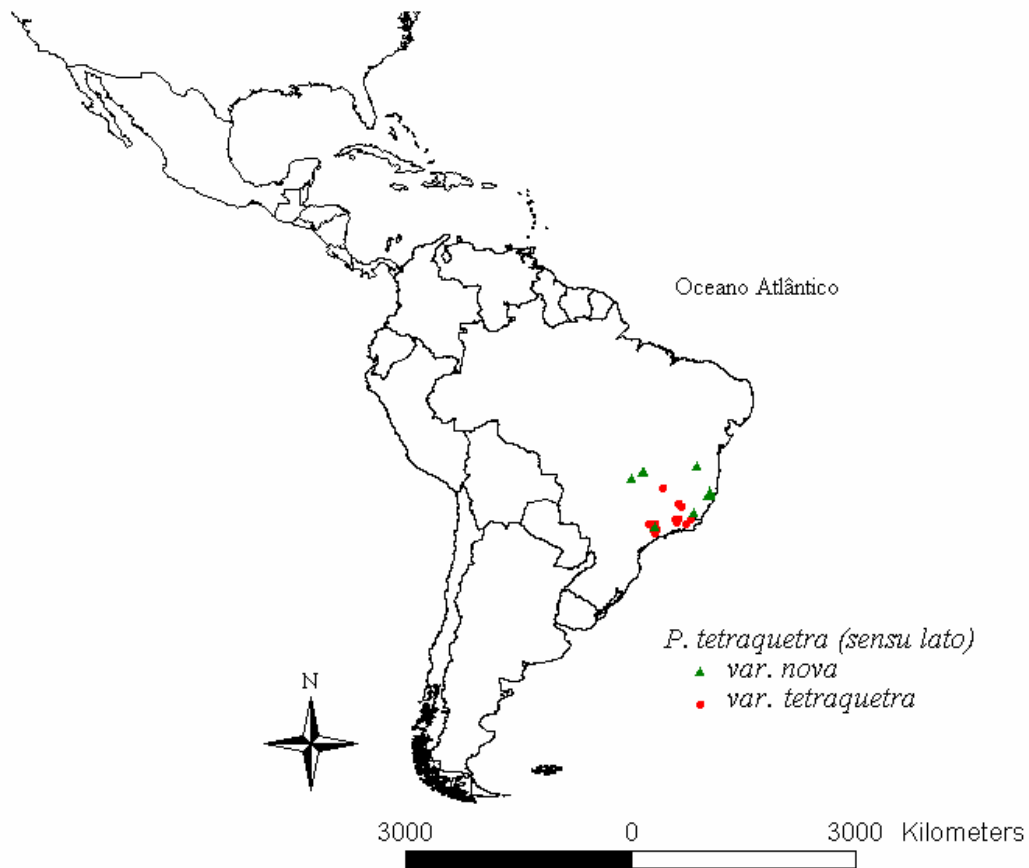 Oceano Atlântico
P. tetraquetra (sensu lato)
var. nova
var. tetraquetra
N
3000 0 3000 Kilometers